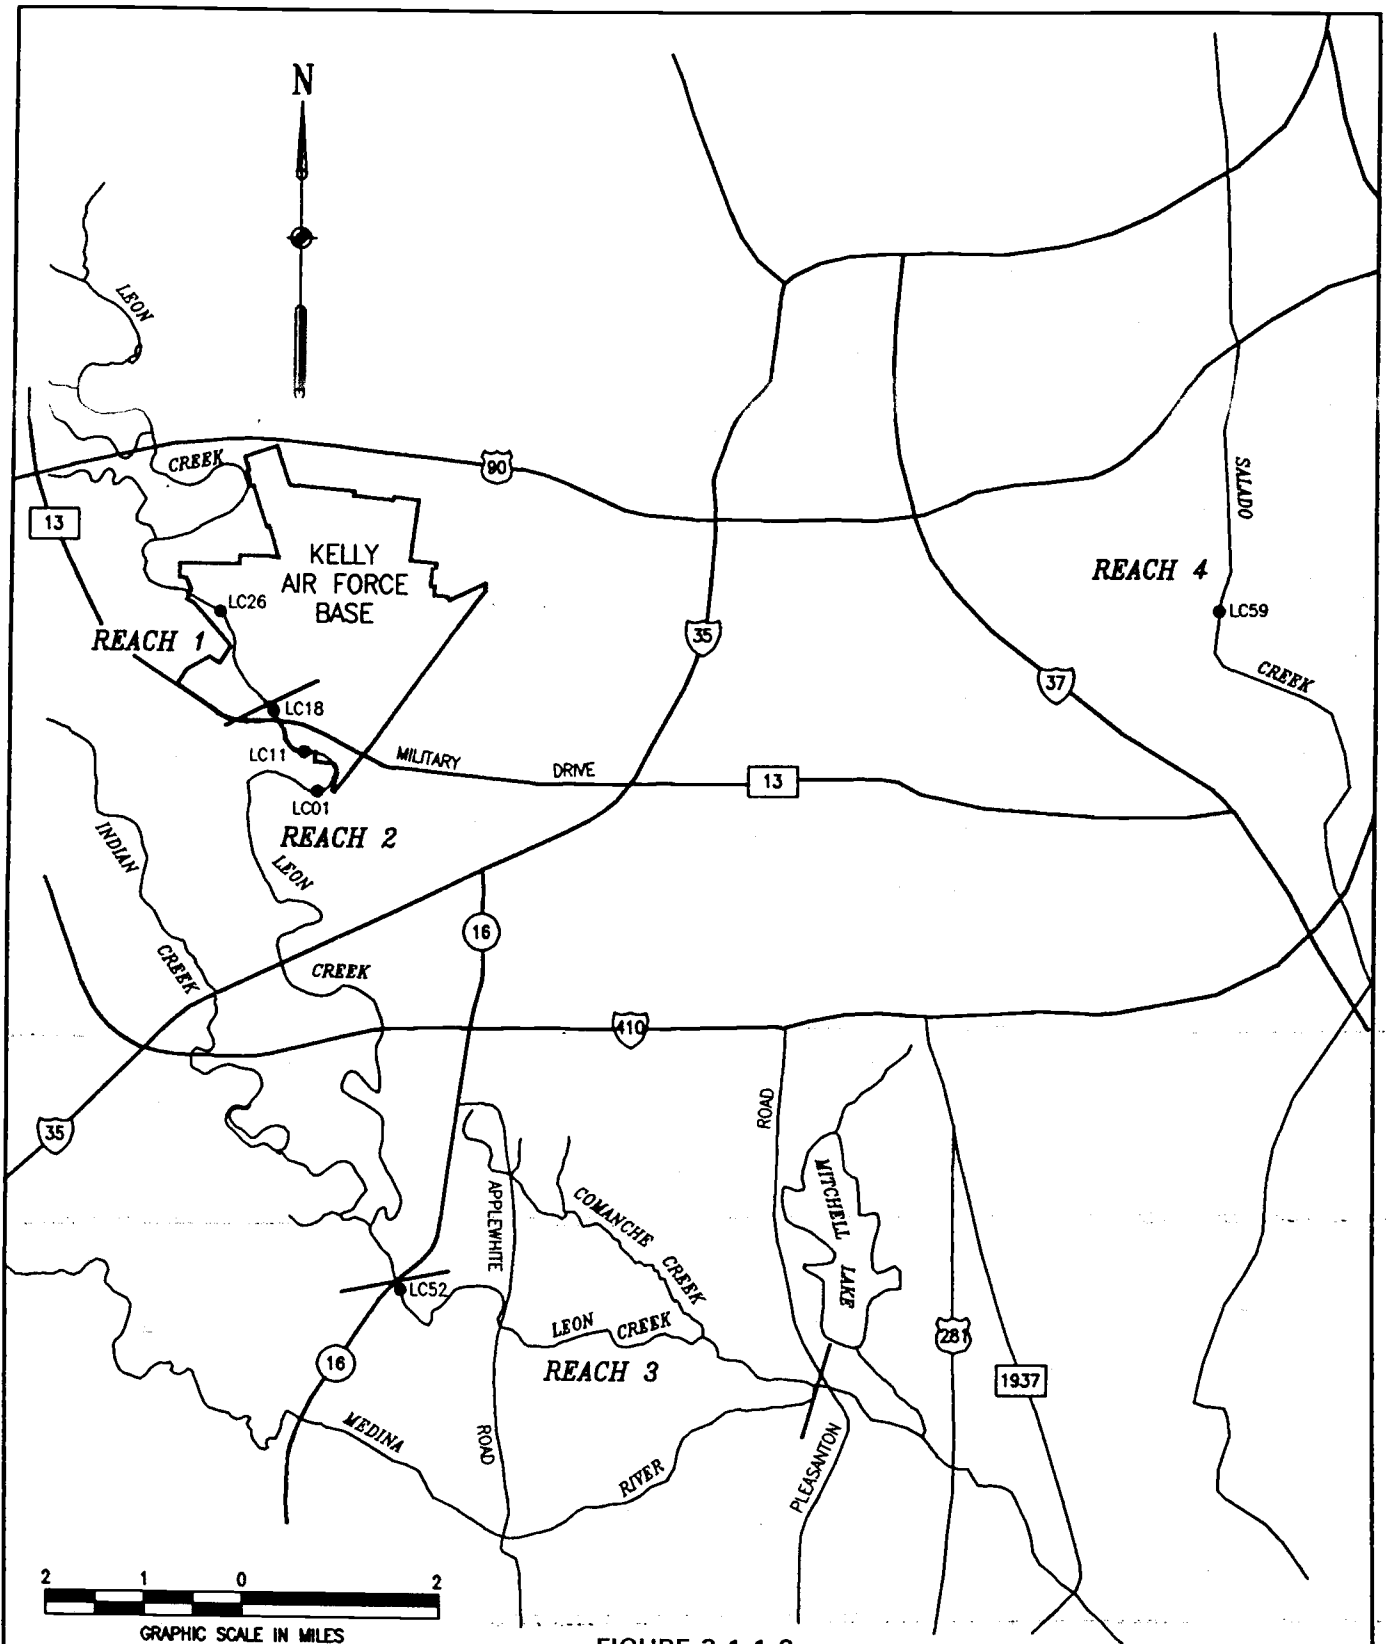 N
LEON
CREEK
90
13
KELLY
AIR FORCE
BASE
SALADO
REACH 4
LC26
LC59
REACH 1
35
CREEK
37
LC18
LC11
MILITARY
DRIVE
13
LC01
REACH 2
INDIAN
LEON
16
CREEK
CREEK
410
ROAD
35
MITCHELL
APPLEWHITE
COMANCHE
CREEK
LAKE
LC52
LEON
CREEK
281
16
REACH 3
1937
MEDINA
ROAD
PLEASANTON
RIVER
2 1 0 2
GRAPHIC SCALE IN MILES